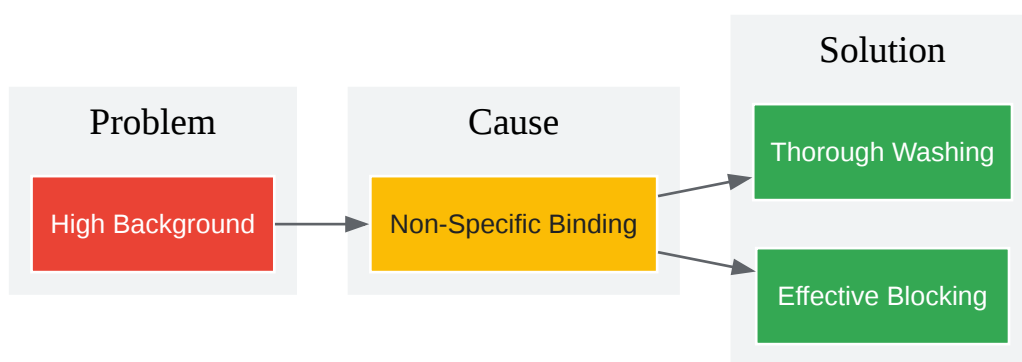 Problem
High Background
Cause
Non-Specific Binding
Solution
Thorough Washing
Effective Blocking